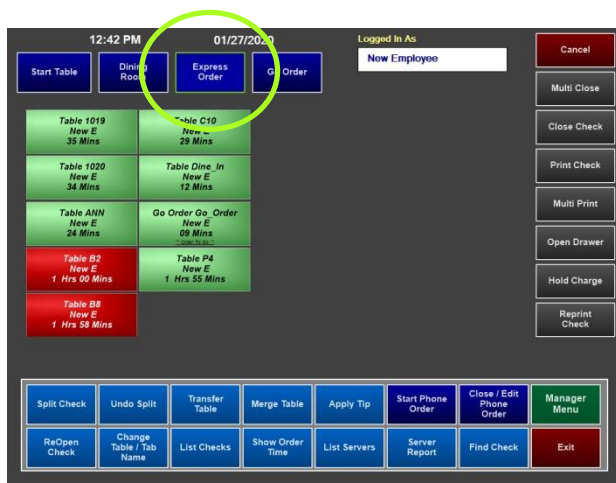 12:42 PM
01/27/2020
Logged In As
New Employee
Cancel
Start Table
Dining
Room
Express
Order
Go Order
Multi Close
Table 1019
New E
35 Mins
Table C10
New E
29 Mins
Close Check
Table 1020
New E
34 Mins
Table Dine_In
New E
12 Mins
Print Check
Table ANN
New E
24 Mins
Go Order Go_Order
New E
09 Mins
Multi Print
Open Drawer
Table B2
New E
1 Hrs 00 Mins
Table P4
New E
1 Hrs 55 Mins
Hold Charge
Table B8
New E
1 Hrs 58 Mins
Reprint
Check
Split Check
Undo Split
Transfer
Table
Merge Table
Apply Tip
Start Phone
Order
Close / Edit
Phone
Order
Manager
Menu
ReOpen
Check
Change
Table / Tab
Name
List Checks
Show Order
Time
List Servers
Server
Report
Find Check
Exit